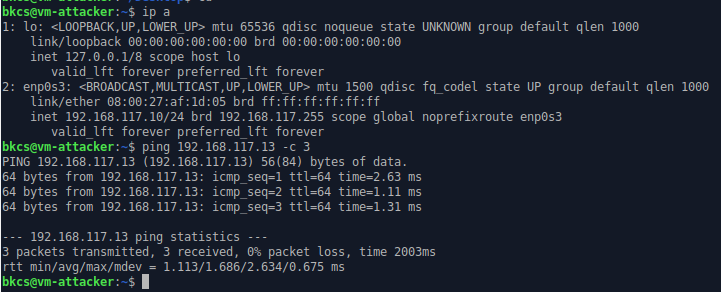 bkcs@vm-attacker:~$ ip a
1: lo: <LOOPBACK,UP,LOWER_UP> mtu 65536 qdisc noqueue state UNKNOWN group default qlen 1000
    link/loopback 00:00:00:00:00:00 brd 00:00:00:00:00:00
    inet 127.0.0.1/8 scope host lo
       valid_lft forever preferred_lft forever
2: enp0s3: <BROADCAST,MULTICAST,UP,LOWER_UP> mtu 1500 qdisc fq_codel state UP group default qlen 1000
    link/ether 08:00:27:af:1d:05 brd ff:ff:ff:ff:ff:ff
    inet 192.168.117.10/24 brd 192.168.117.255 scope global noprefixroute enp0s3
       valid_lft forever preferred_lft forever
bkcs@vm-attacker:~$ ping 192.168.117.13 -c 3
PING 192.168.117.13 (192.168.117.13) 56(84) bytes of data.
64 bytes from 192.168.117.13: icmp_seq=1 ttl=64 time=2.63 ms
64 bytes from 192.168.117.13: icmp_seq=2 ttl=64 time=1.11 ms
64 bytes from 192.168.117.13: icmp_seq=3 ttl=64 time=1.31 ms

--- 192.168.117.13 ping statistics ---
3 packets transmitted, 3 received, 0% packet loss, time 2003ms
rtt min/avg/max/mdev = 1.113/1.686/2.634/0.675 ms
bkcs@vm-attacker:~$